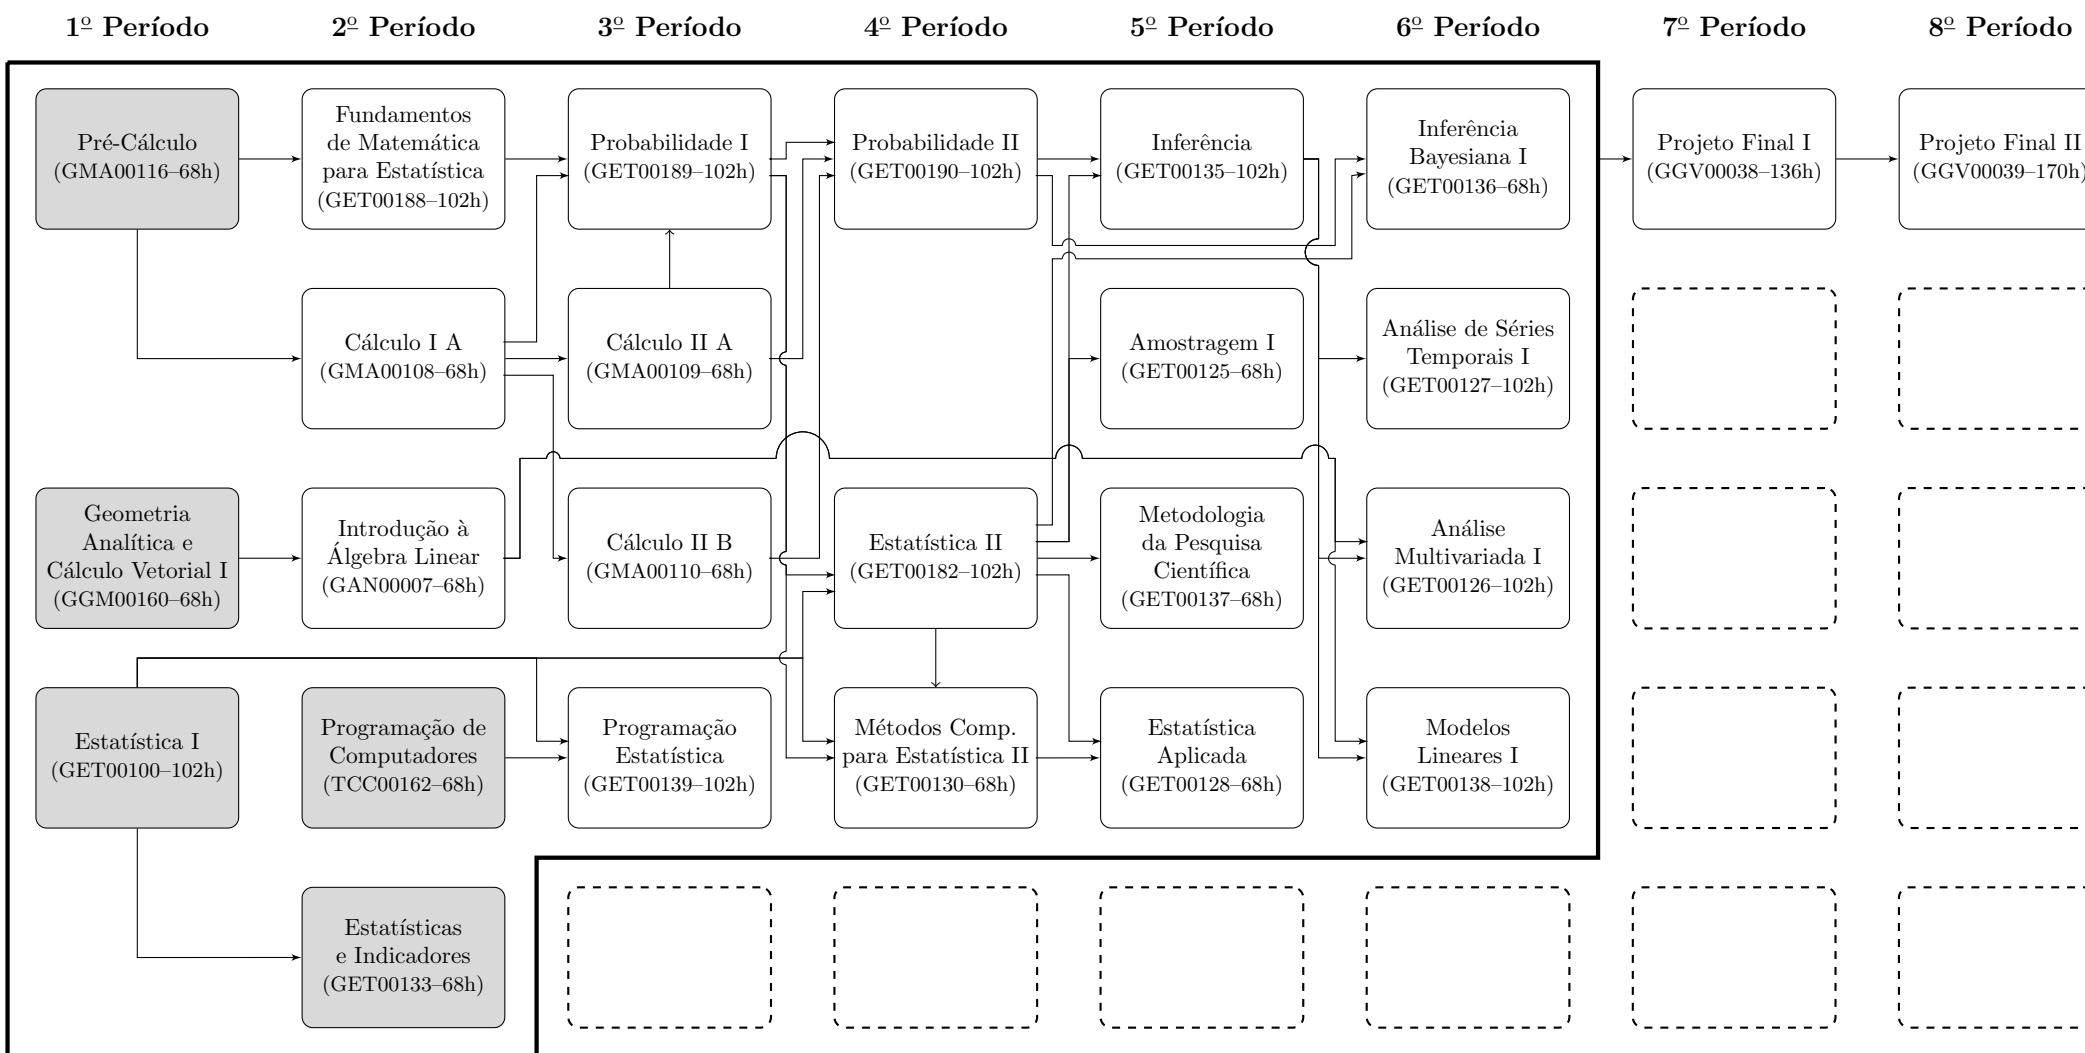 1º Período
2º Período
3º Período
4º Período
5º Período
6º Período
7º Período
8º Período
Pré-Cálculo
(GMA00116–68h)
Fundamentos
de Matemática
para Estatística
(GET00188–102h)
Probabilidade I
(GET00189–102h)
Probabilidade II
(GET00190–102h)
Inferência
(GET00135–102h)
Inferência
Bayesiana I
(GET00136–68h)
Projeto Final I
(GGV00038–136h)
Projeto Final II
(GGV00039–170h)
Cálculo I A
(GMA00108–68h)
Cálculo II A
(GMA00109–68h)
Amostragem I
(GET00125–68h)
Análise de Séries
Temporais I
(GET00127–102h)
Geometria
Analítica e
Cálculo Vetorial I
(GGM00160–68h)
Introdução à
Álgebra Linear
(GAN00007–68h)
Cálculo II B
(GMA00110–68h)
Estatística II
(GET00182–102h)
Metodologia
da Pesquisa
Científica
(GET00137–68h)
Análise
Multivariada I
(GET00126–102h)
Estatística I
(GET00100–102h)
Programação de
Computadores
(TCC00162–68h)
Programação
Estatística
(GET00139–102h)
Métodos Comp.
para Estatística II
(GET00130–68h)
Estatística
Aplicada
(GET00128–68h)
Modelos
Lineares I
(GET00138–102h)
Estatísticas
e Indicadores
(GET00133–68h)